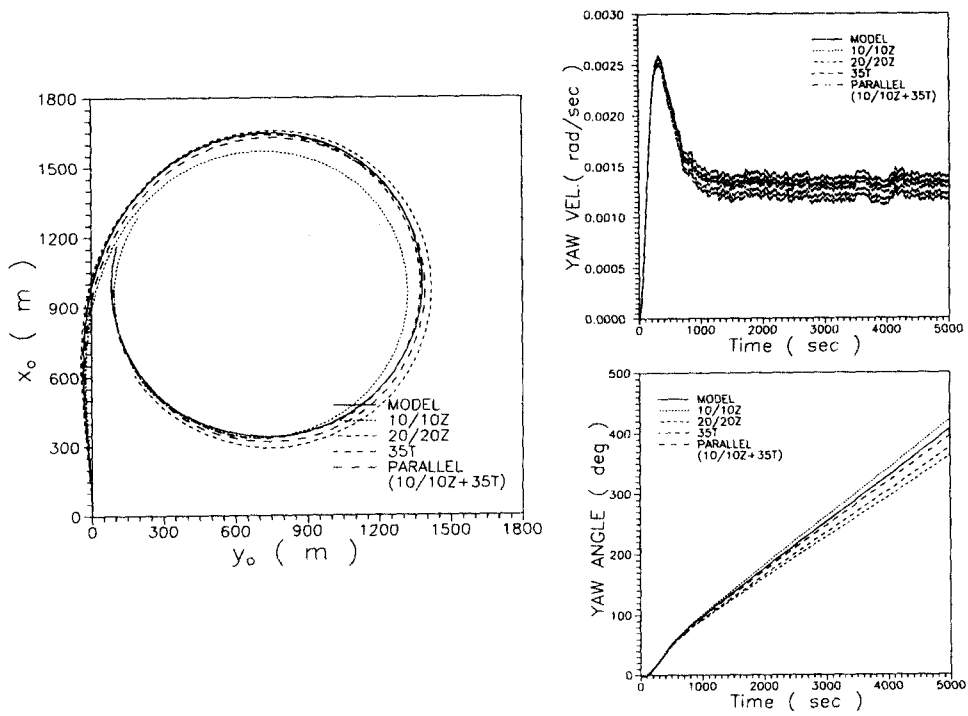 1800
1500
1200
900
600
300
0
x₀ ( m )
0 300 600 900 1200 1500 1800
y₀ ( m )
MODEL
10/10Z
20/20Z
35T
PARALLEL
(10/10Z+35T)
0.0030
0.0025
0.0020
0.0015
0.0010
0.0005
0.0000
YAW VEL.( rad/sec )
MODEL
10/10Z
20/20Z
35T
PARALLEL
(10/10Z+35T)
0 1000 2000 3000 4000 5000
Time ( sec )
500
400
300
200
100
0
YAW ANGLE ( deg )
MODEL
10/10Z
20/20Z
35T
PARALLEL
(10/10Z+35T)
0 1000 2000 3000 4000 5000
Time ( sec )